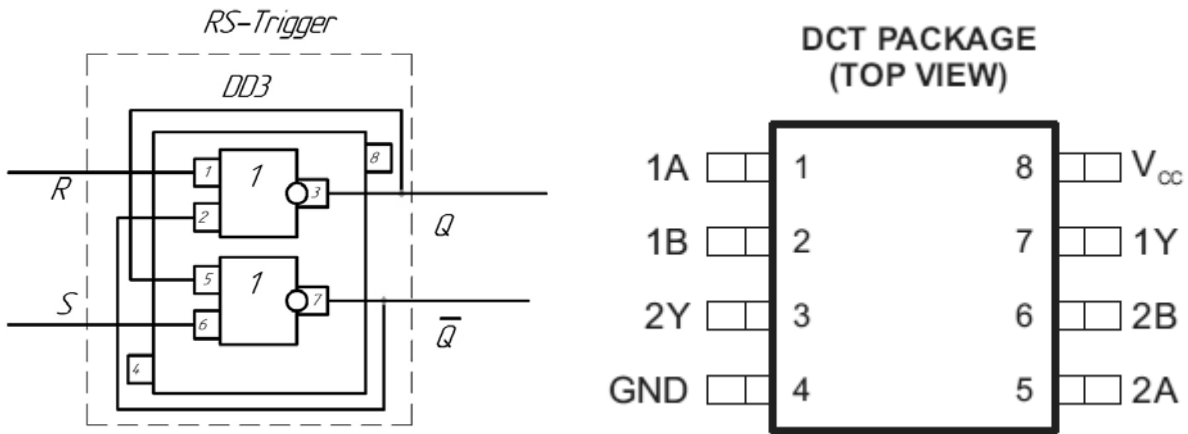 RS-Trigger
DD3
R
S
1
2
1
3
8
Q
5
6
1
7
4
Q̅
DCT PACKAGE
(TOP VIEW)
1A 1 8 VCC
1B 2 7 1Y
2Y 3 6 2B
GND 4 5 2A